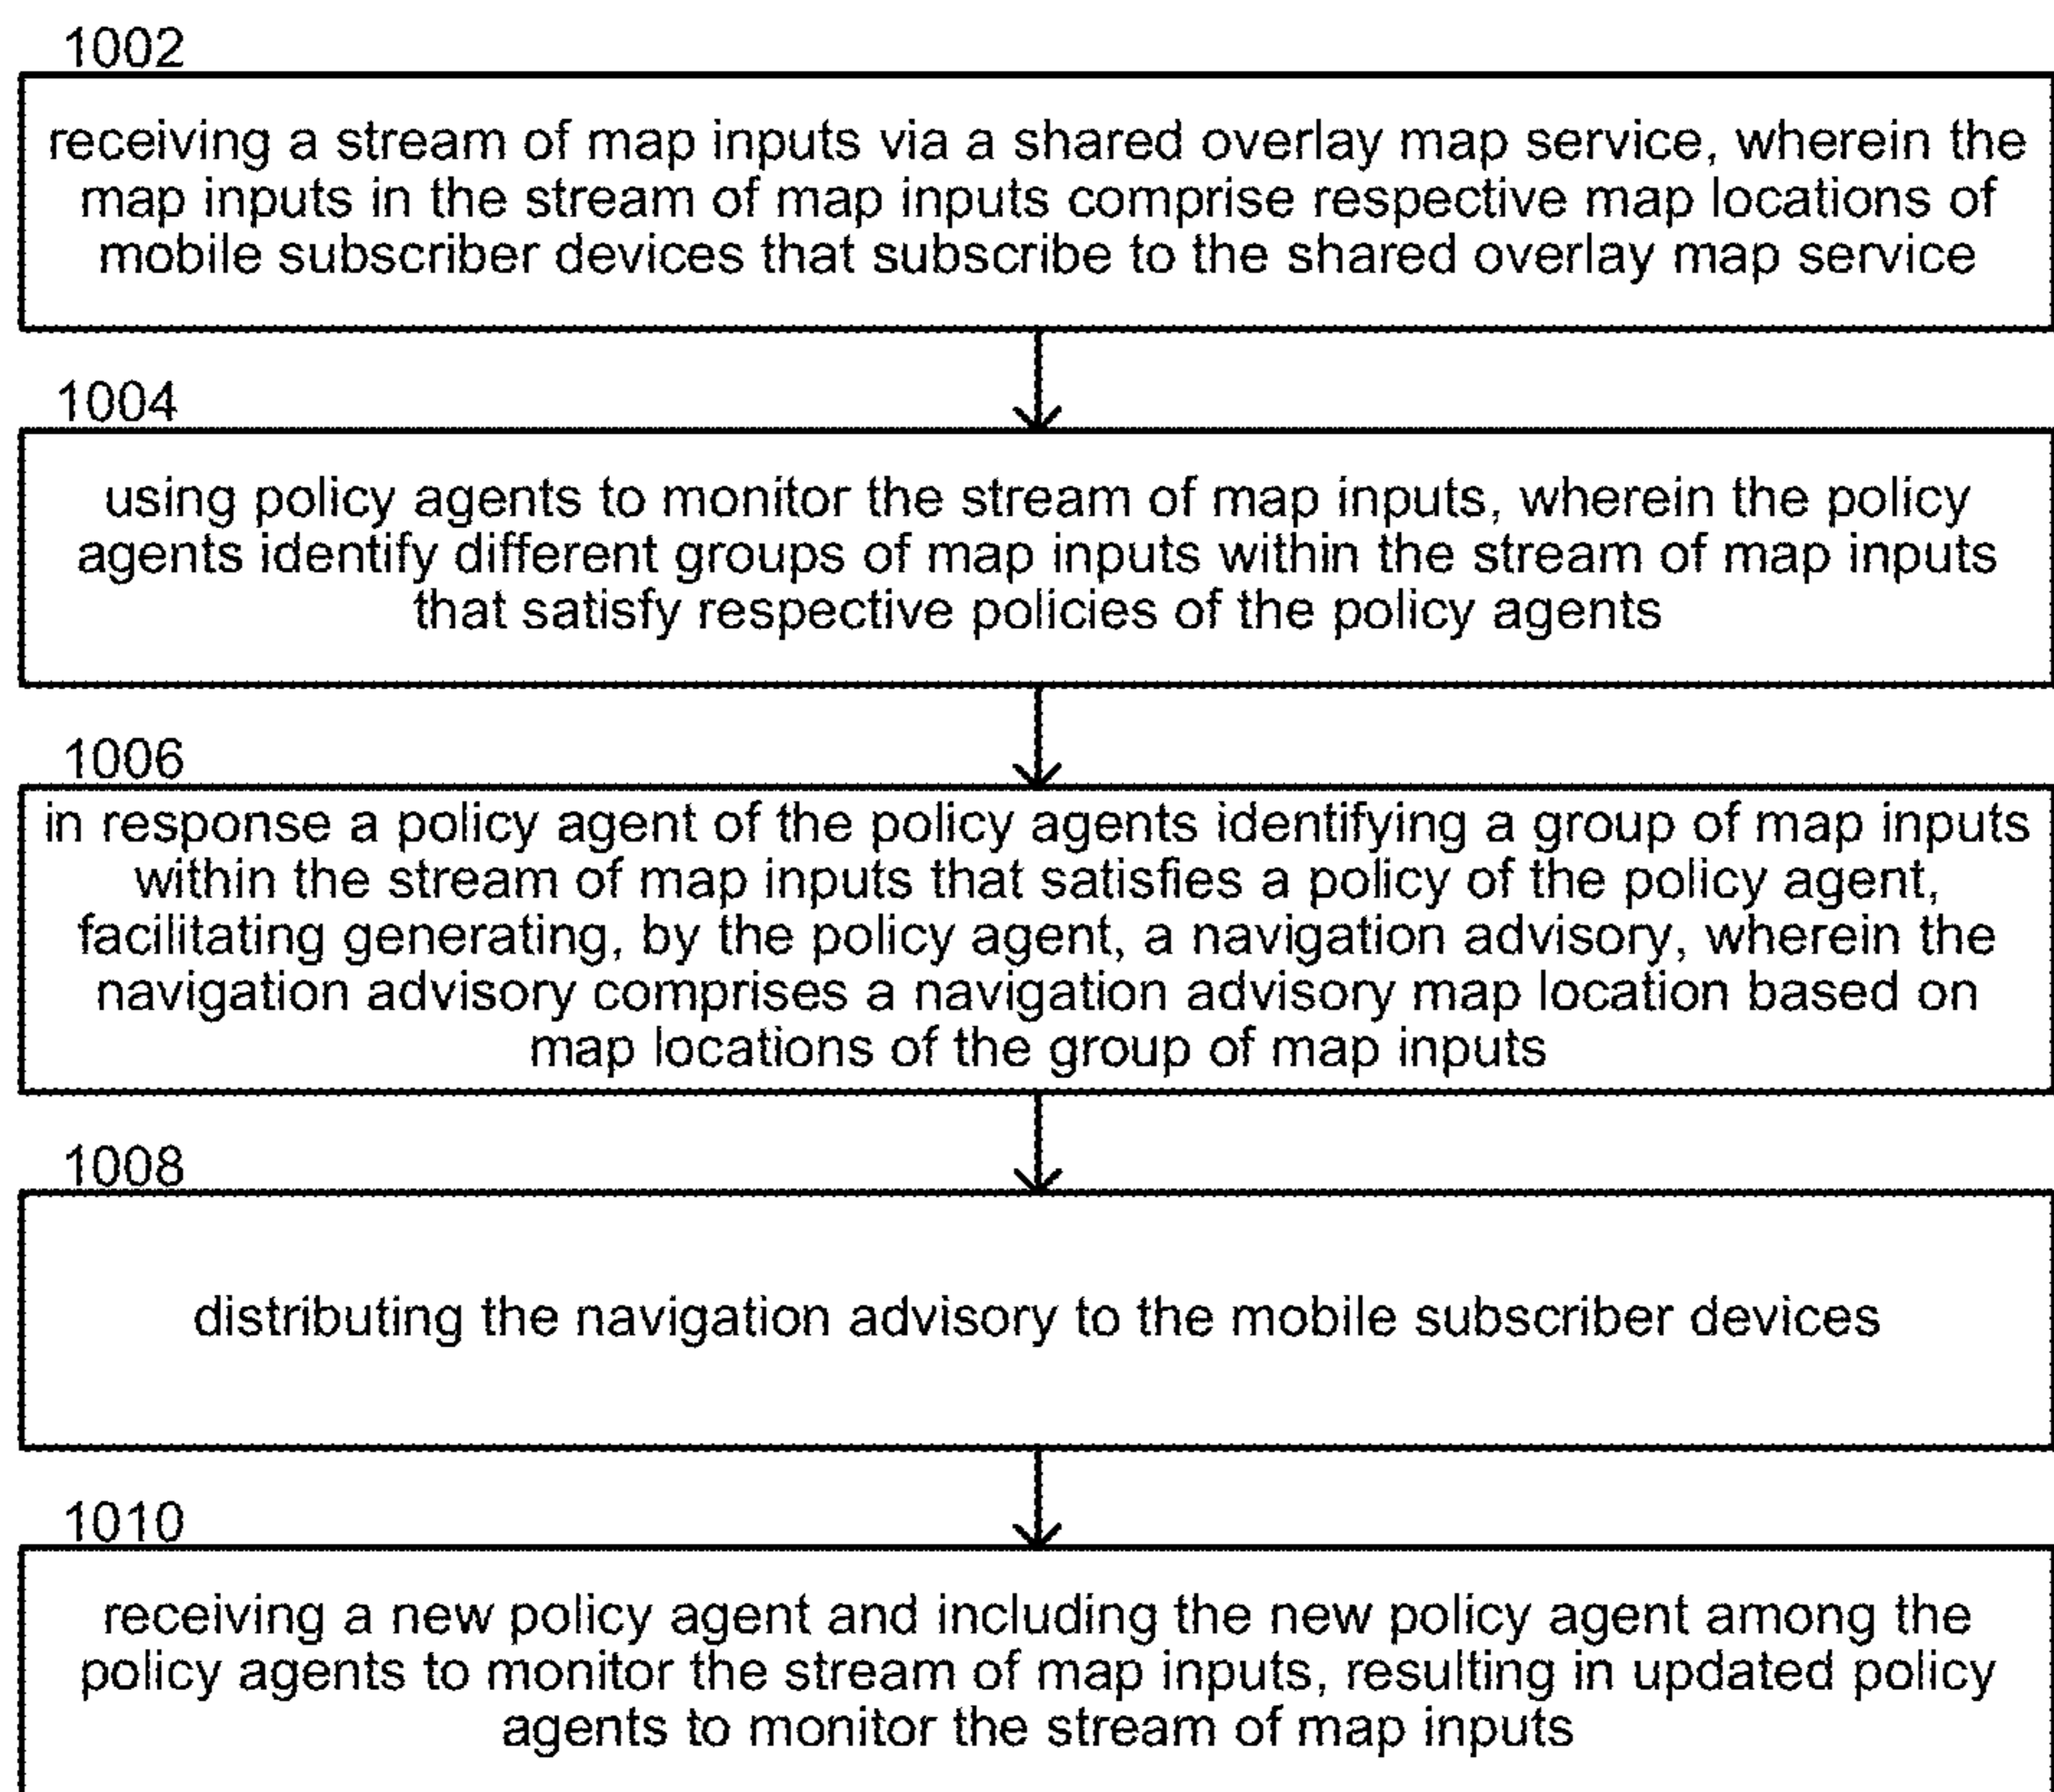 1002
receiving a stream of map inputs via a shared overlay map service, wherein the
map inputs in the stream of map inputs comprise respective map locations of
mobile subscriber devices that subscribe to the shared overlay map service
1004
using policy agents to monitor the stream of map inputs, wherein the policy
agents identify different groups of map inputs within the stream of map inputs
that satisfy respective policies of the policy agents
1006
in response a policy agent of the policy agents identifying a group of map inputs
within the stream of map inputs that satisfies a policy of the policy agent,
facilitating generating, by the policy agent, a navigation advisory, wherein the
navigation advisory comprises a navigation advisory map location based on
map locations of the group of map inputs
1008
distributing the navigation advisory to the mobile subscriber devices
1010
receiving a new policy agent and including the new policy agent among the
policy agents to monitor the stream of map inputs, resulting in updated policy
agents to monitor the stream of map inputs